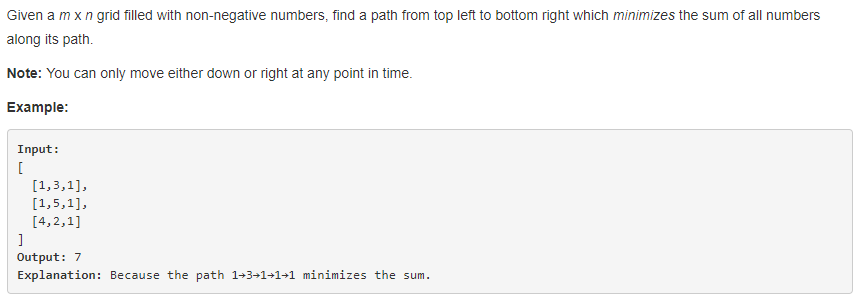 Given a m x n grid filled with non-negative numbers, find a path from top left to bottom right which minimizes the sum of all numbers
along its path.
Note: You can only move either down or right at any point in time.
Example:
Input:
[
  [1,3,1],
  [1,5,1],
  [4,2,1]
]
Output: 7
Explanation: Because the path 1→3→1→1→1 minimizes the sum.